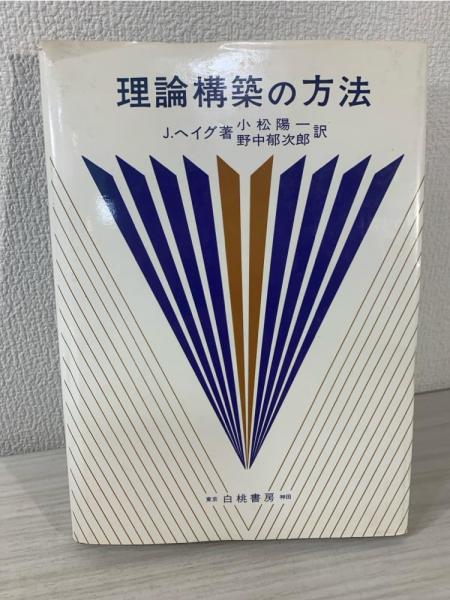 理論構築の方法
J.ヘイグ著 小松陽一 訳
野中郁次郎
東京 白桃書房 神田